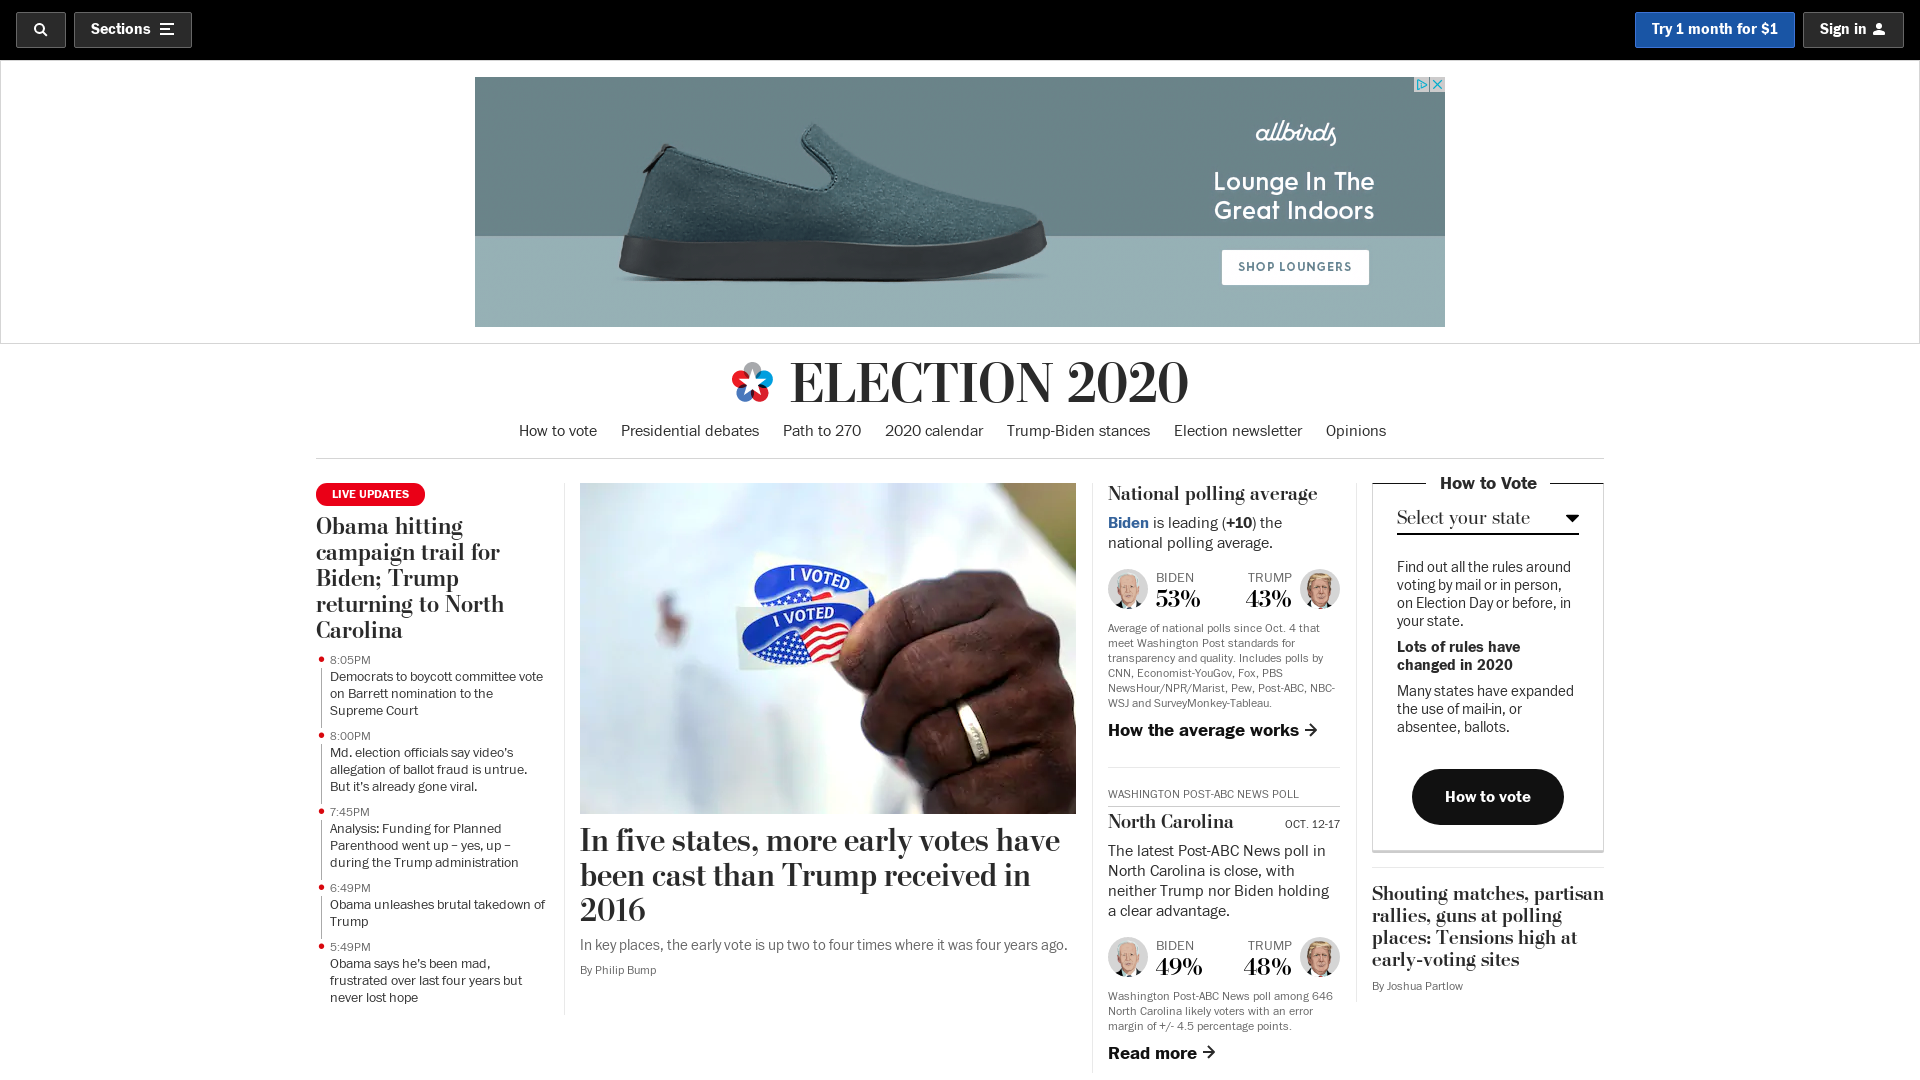 Sections
Try 1 month for $1
Sign in
allbirds
Lounge In The
Great Indoors
SHOP LOUNGERS
ELECTION 2020
How to vote
Presidential debates
Path to 270
2020 calendar
Trump-Biden stances
Election newsletter
Opinions
LIVE UPDATES
Obama hitting
campaign trail for
Biden; Trump
returning to North
Carolina
8:05PM
Democrats to boycott committee vote
on Barrett nomination to the
Supreme Court
8:00PM
Md. election officials say video’s
allegation of ballot fraud is untrue.
But it’s already gone viral.
7:45PM
Analysis: Funding for Planned
Parenthood went up – yes, up –
during the Trump administration
6:49PM
Obama unleashes brutal takedown of
Trump
5:49PM
Obama says he’s been mad,
frustrated over last four years but
never lost hope
I VOTED
I VOTED
In five states, more early votes have
been cast than Trump received in
2016
In key places, the early vote is up two to four times where it was four years ago.
By Philip Bump
National polling average
Biden is leading (+10) the
national polling average.
BIDEN
53%
TRUMP
43%
Average of national polls since Oct. 4 that
meet Washington Post standards for
transparency and quality. Includes polls by
CNN, Economist-YouGov, Fox, PBS
NewsHour/NPR/Marist, Pew, Post-ABC, NBC-
WSJ and SurveyMonkey-Tableau.
How the average works
WASHINGTON POST-ABC NEWS POLL
North Carolina
OCT. 12-17
The latest Post-ABC News poll in
North Carolina is close, with
neither Trump nor Biden holding
a clear advantage.
BIDEN
49%
TRUMP
48%
Washington Post-ABC News poll among 646
North Carolina likely voters with an error
margin of +/- 4.5 percentage points.
Read more
How to Vote
Select your state
Find out all the rules around
voting by mail or in person,
on Election Day or before, in
your state.
Lots of rules have
changed in 2020
Many states have expanded
the use of mail-in, or
absentee, ballots.
How to vote
Shouting matches, partisan
rallies, guns at polling
places: Tensions high at
early-voting sites
By Joshua Partlow